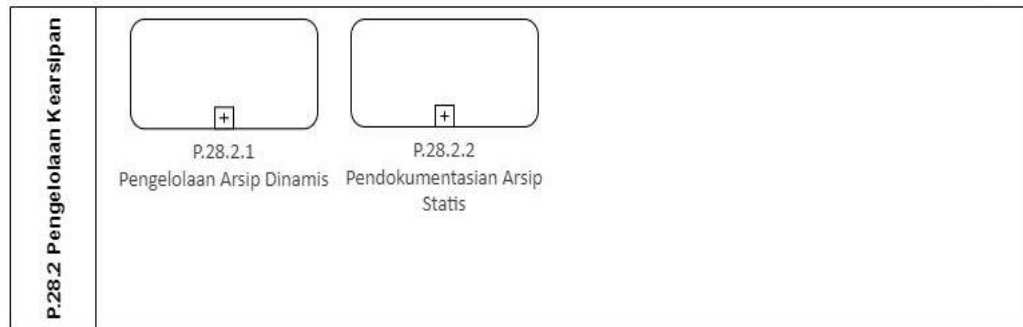 P.28.2 Pengelolaan Kearsipan
+
P.28.2.1
Pengelolaan Arsip Dinamis
+
P.28.2.2
Pendokumentasian Arsip
Statis